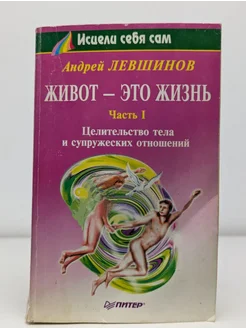 Исцели себя сам
Андрей ЛЕВШИНОВ
ЖИВОТ – ЭТО ЖИЗНЬ
Часть I
Целительство тела
и супружеских отношений
ПИТЕР